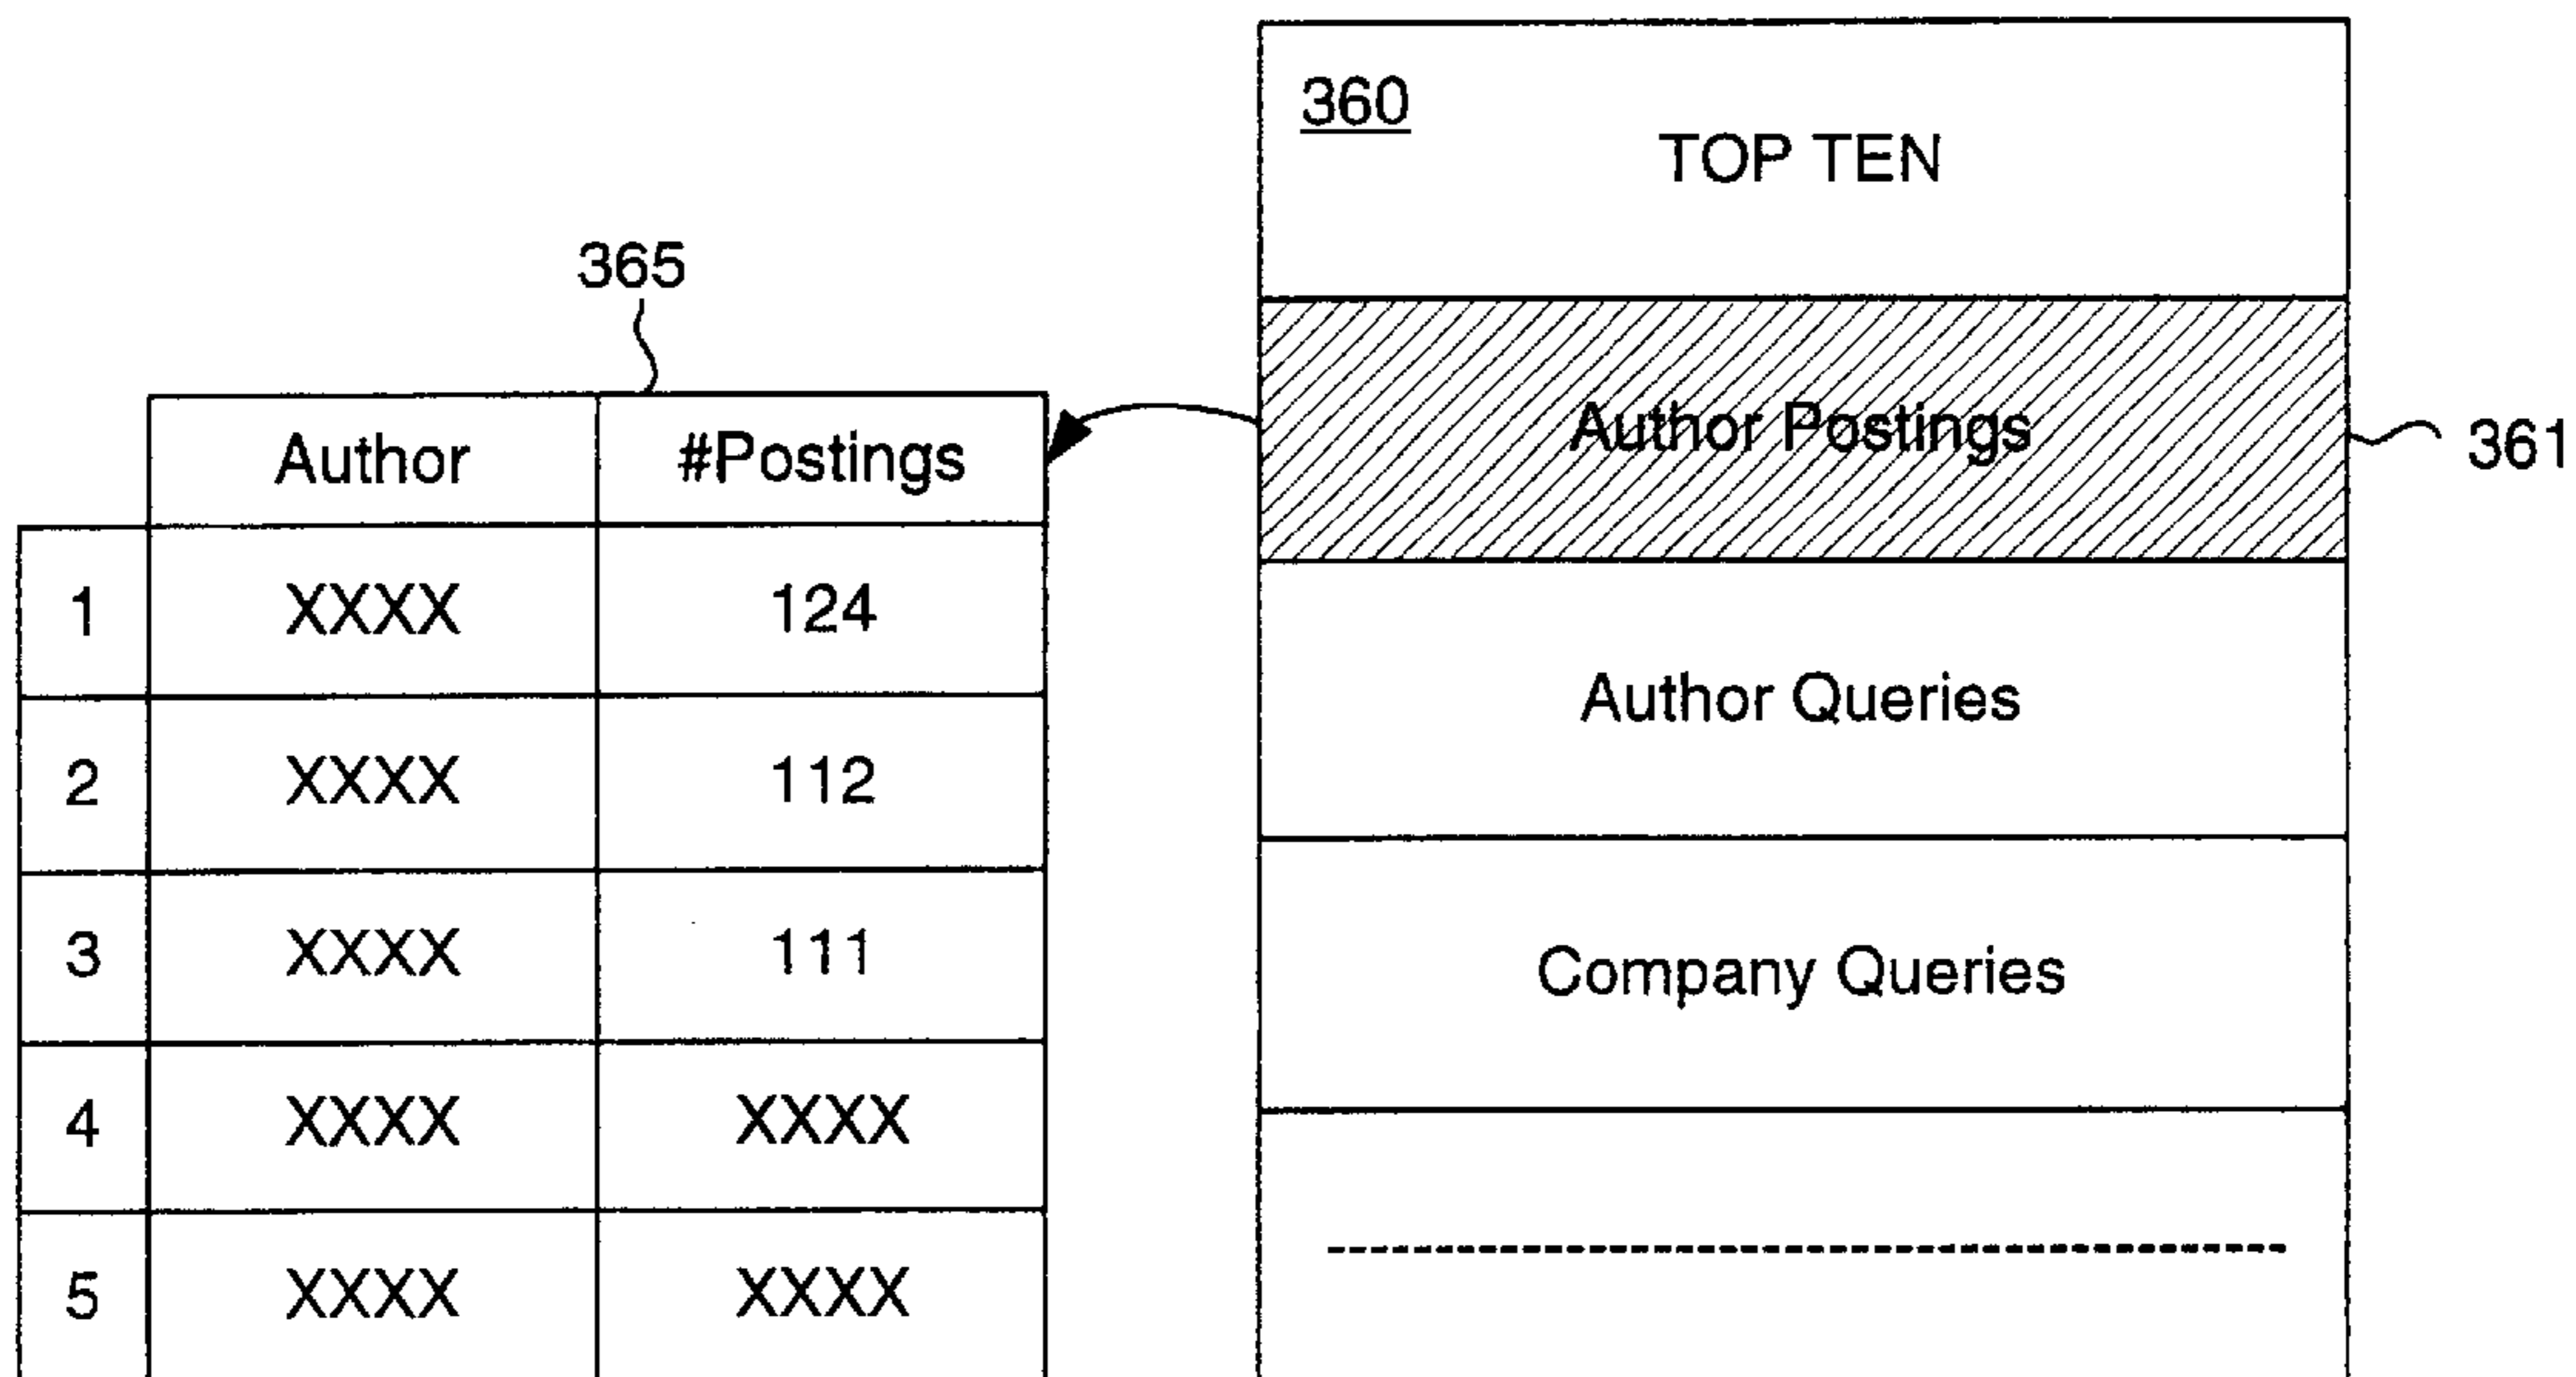 365
Author #Postings
1 XXXX 124
2 XXXX 112
3 XXXX 111
4 XXXX XXXX
5 XXXX XXXX
360
TOP TEN
Author Postings
361
Author Queries
Company Queries